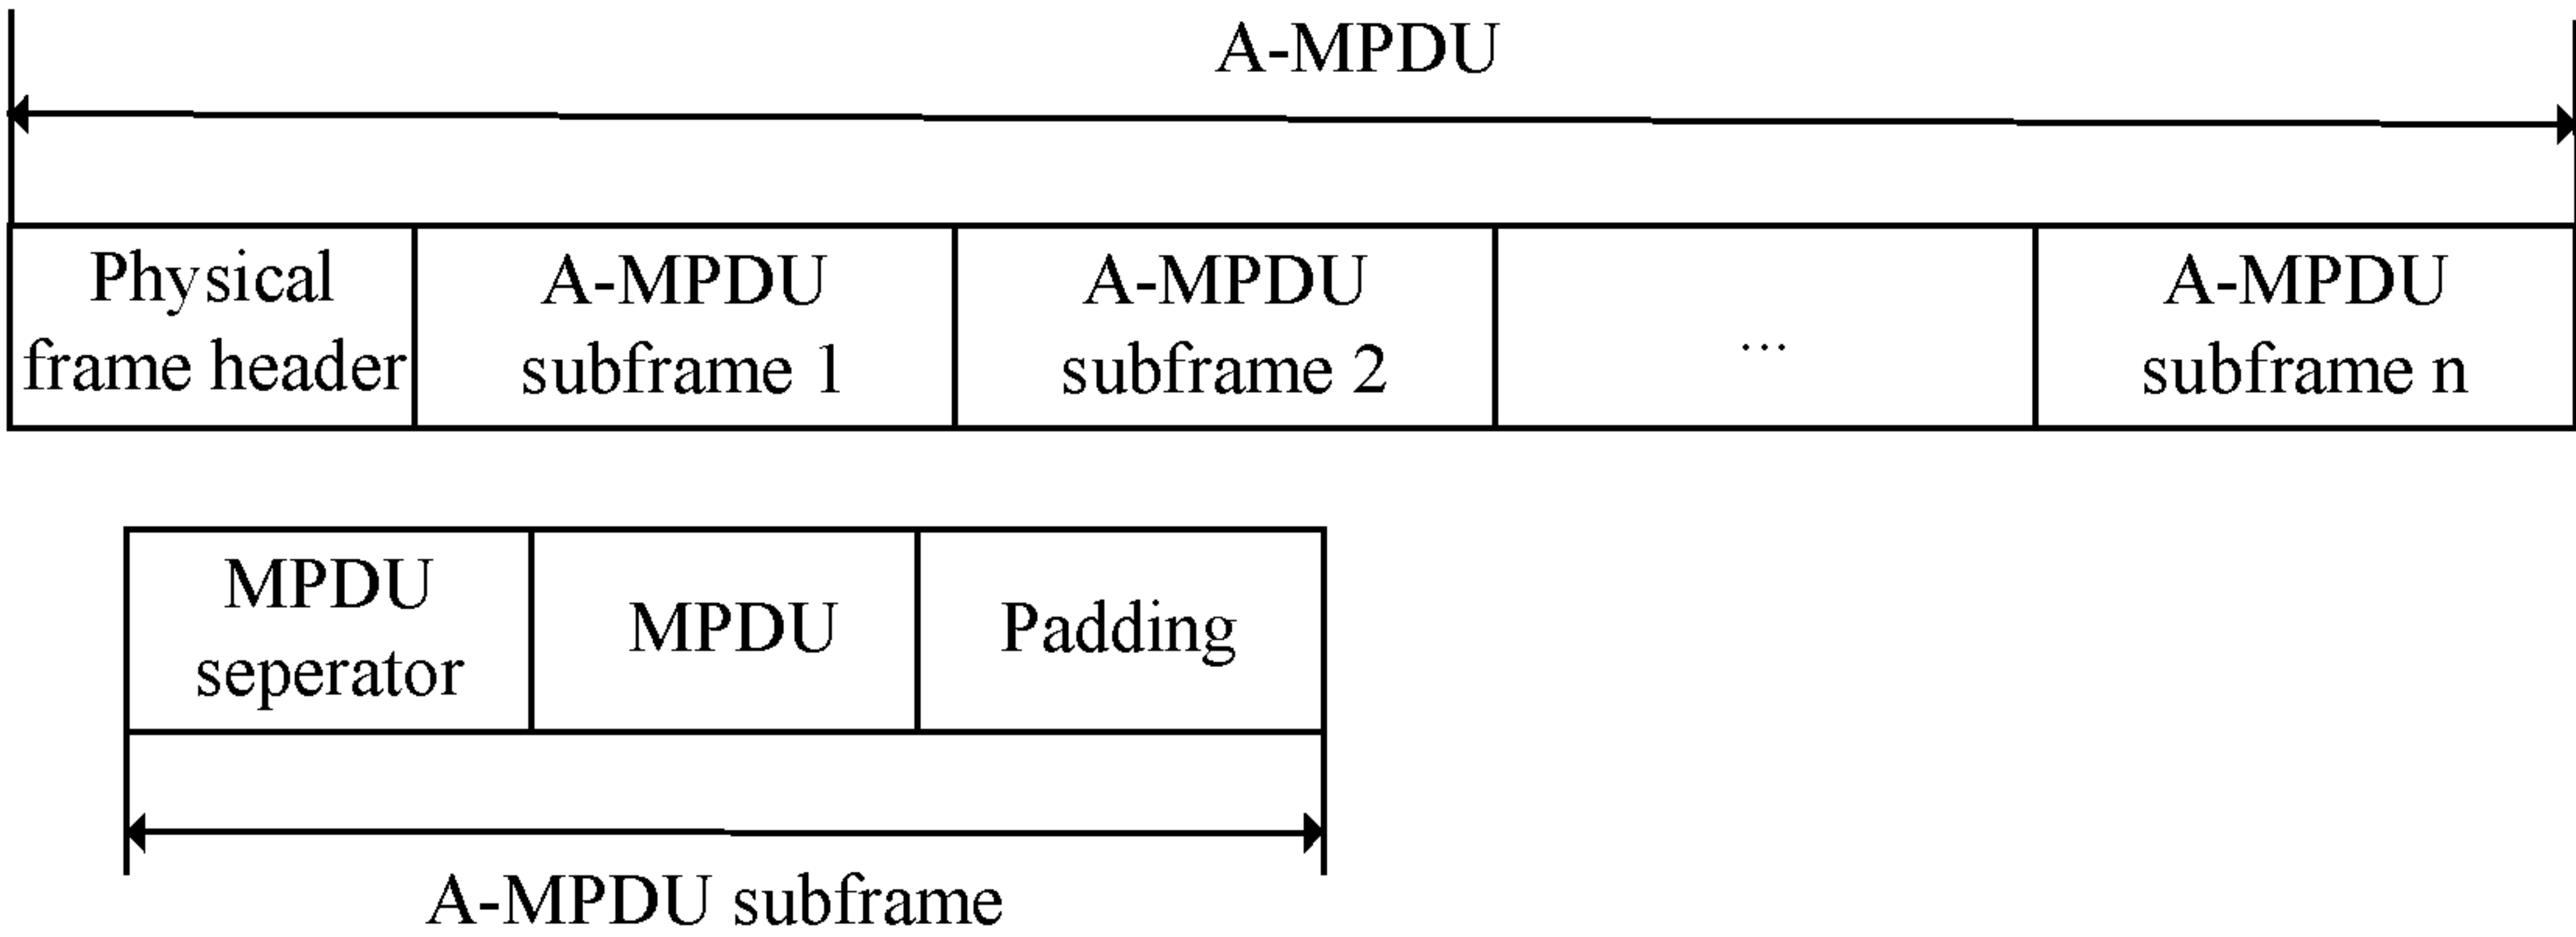 A-MPDU
Physical
frame header
A-MPDU
subframe 1
A-MPDU
subframe 2
...
A-MPDU
subframe n
MPDU
seperator
MPDU
Padding
A-MPDU subframe